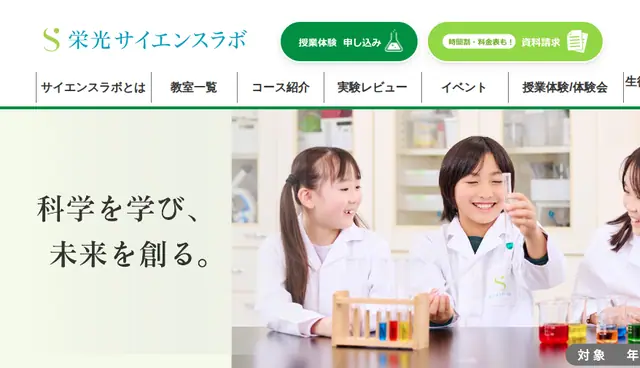 栄光サイエンスラボ
授業体験 申し込み
時間割・料金表も！ 資料請求
サイエンスラボとは
教室一覧
コース紹介
実験レビュー
イベント
授業体験/体験会
科学を学び、
未来を創る。
対象 年